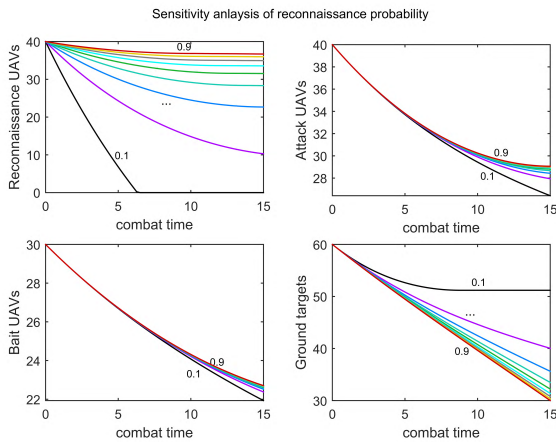 Sensitivity anlaysis of reconnaissance probability
Reconnaissance UAVs
40
30
20
10
0
0.9
...
0.1
0 5 10 15
combat time
Attack UAVs
40
38
36
34
32
30
28
0.9
0.1
0 5 10 15
combat time
Bait UAVs
30
28
26
24
22
0.9
0.1
0 5 10 15
combat time
Ground targets
60
50
40
30
0.1
...
0.9
0 5 10 15
combat time